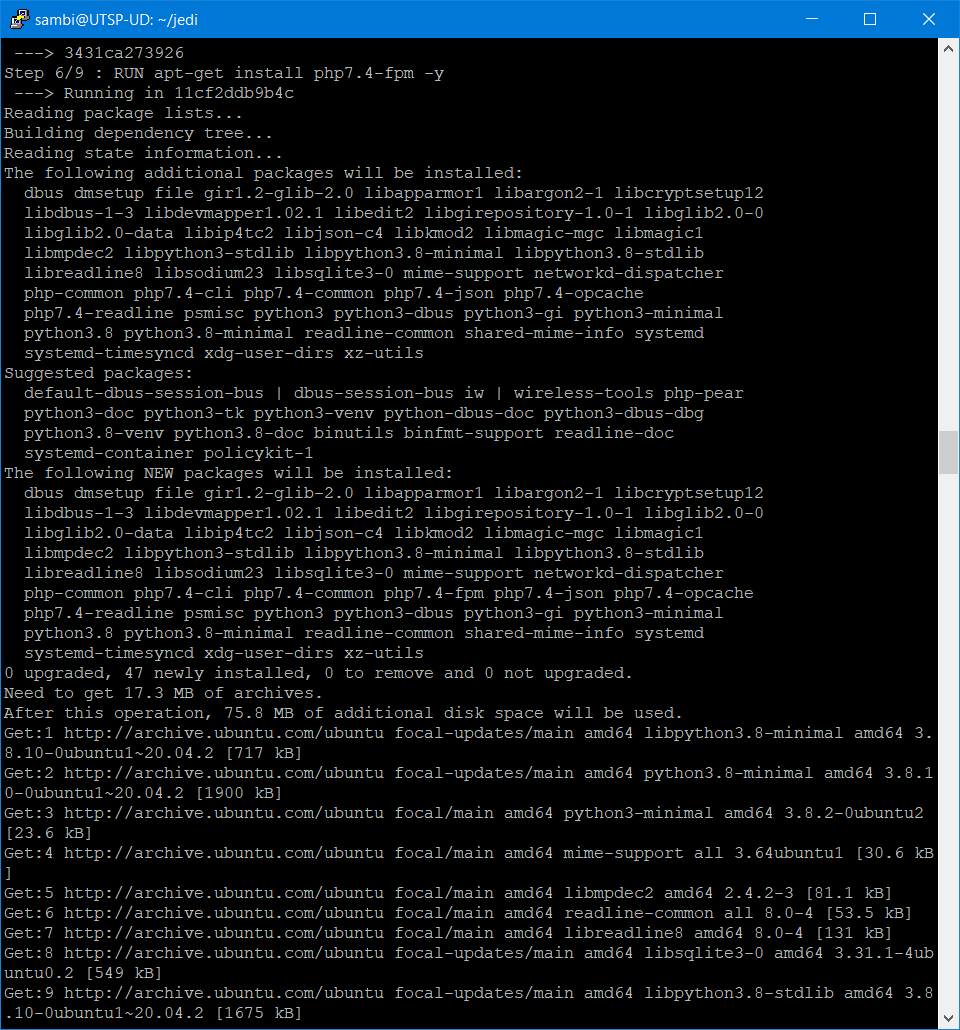 sambi@UTSP-UD: ~/jedi
 ---> 3431ca273926
Step 6/9 : RUN apt-get install php7.4-fpm -y
 ---> Running in 11cf2ddb9b4c
Reading package lists...
Building dependency tree...
Reading state information...
The following additional packages will be installed:
  dbus dmsetup file gir1.2-glib-2.0 libapparmor1 libargon2-1 libcryptsetup12
  libdbus-1-3 libdevmapper1.02.1 libedit2 libgirepository-1.0-1 libglib2.0-0
  libglib2.0-data libip4tc2 libjson-c4 libkmod2 libmagic-mgc libmagic1
  libmpdec2 libpython3-stdlib libpython3.8-minimal libpython3.8-stdlib
  libreadline8 libsodium23 libsqlite3-0 mime-support networkd-dispatcher
  php-common php7.4-cli php7.4-common php7.4-json php7.4-opcache
  php7.4-readline psmisc python3 python3-dbus python3-gi python3-minimal
  python3.8 python3.8-minimal readline-common shared-mime-info systemd
  systemd-timesyncd xdg-user-dirs xz-utils
Suggested packages:
  default-dbus-session-bus | dbus-session-bus iw | wireless-tools php-pear
  python3-doc python3-tk python3-venv python-dbus-doc python3-dbus-dbg
  python3.8-venv python3.8-doc binutils binfmt-support readline-doc
  systemd-container policykit-1
The following NEW packages will be installed:
  dbus dmsetup file gir1.2-glib-2.0 libapparmor1 libargon2-1 libcryptsetup12
  libdbus-1-3 libdevmapper1.02.1 libedit2 libgirepository-1.0-1 libglib2.0-0
  libglib2.0-data libip4tc2 libjson-c4 libkmod2 libmagic-mgc libmagic1
  libmpdec2 libpython3-stdlib libpython3.8-minimal libpython3.8-stdlib
  libreadline8 libsodium23 libsqlite3-0 mime-support networkd-dispatcher
  php-common php7.4-cli php7.4-common php7.4-fpm php7.4-json php7.4-opcache
  php7.4-readline psmisc python3 python3-dbus python3-gi python3-minimal
  python3.8 python3.8-minimal readline-common shared-mime-info systemd
  systemd-timesyncd xdg-user-dirs xz-utils
0 upgraded, 47 newly installed, 0 to remove and 0 not upgraded.
Need to get 17.3 MB of archives.
After this operation, 75.8 MB of additional disk space will be used.
Get:1 http://archive.ubuntu.com/ubuntu focal-updates/main amd64 libpython3.8-minimal amd64 3.
8.10-0ubuntu1~20.04.2 [717 kB]
Get:2 http://archive.ubuntu.com/ubuntu focal-updates/main amd64 python3.8-minimal amd64 3.8.1
0-0ubuntu1~20.04.2 [1900 kB]
Get:3 http://archive.ubuntu.com/ubuntu focal/main amd64 python3-minimal amd64 3.8.2-0ubuntu2
[23.6 kB]
Get:4 http://archive.ubuntu.com/ubuntu focal/main amd64 mime-support all 3.64ubuntu1 [30.6 kB
]
Get:5 http://archive.ubuntu.com/ubuntu focal/main amd64 libmpdec2 amd64 2.4.2-3 [81.1 kB]
Get:6 http://archive.ubuntu.com/ubuntu focal/main amd64 readline-common all 8.0-4 [53.5 kB]
Get:7 http://archive.ubuntu.com/ubuntu focal/main amd64 libreadline8 amd64 8.0-4 [131 kB]
Get:8 http://archive.ubuntu.com/ubuntu focal-updates/main amd64 libsqlite3-0 amd64 3.31.1-4ub
untu0.2 [549 kB]
Get:9 http://archive.ubuntu.com/ubuntu focal-updates/main amd64 libpython3.8-stdlib amd64 3.8
.10-0ubuntu1~20.04.2 [1675 kB]